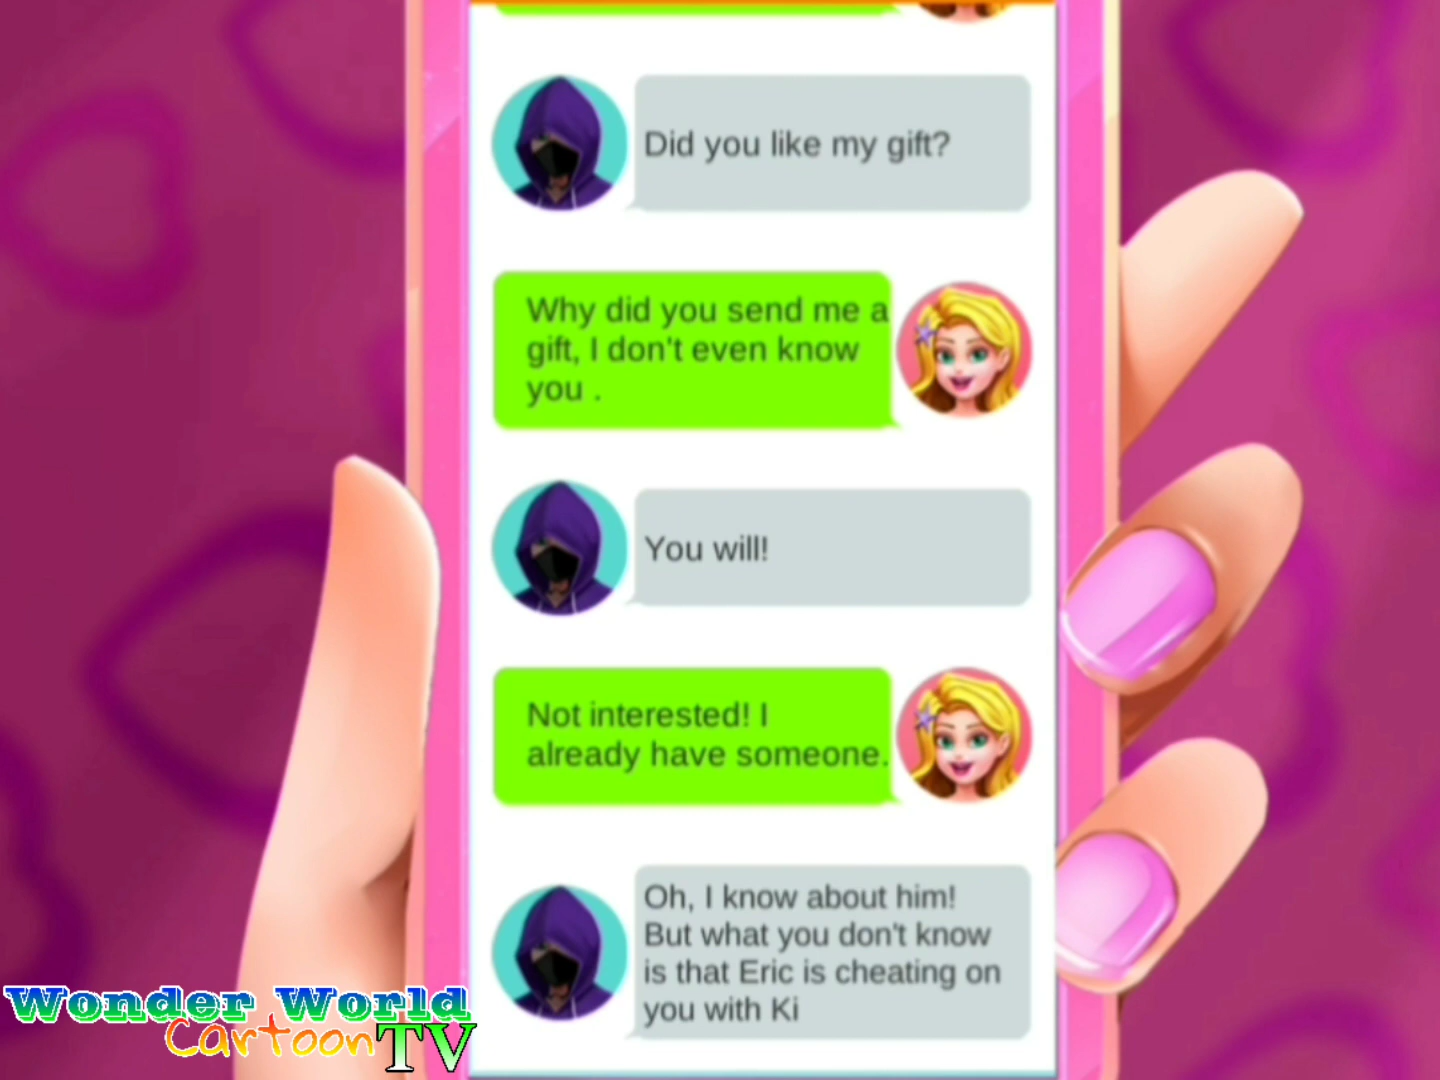 Did you like my gift?
Why did you send me a
gift, I don't even know
you .
You will!
Not interested! I
already have someone.
Oh, I know about him!
But what you don't know
is that Eric is cheating on
you with Ki
Wonder World
Cartoon TV